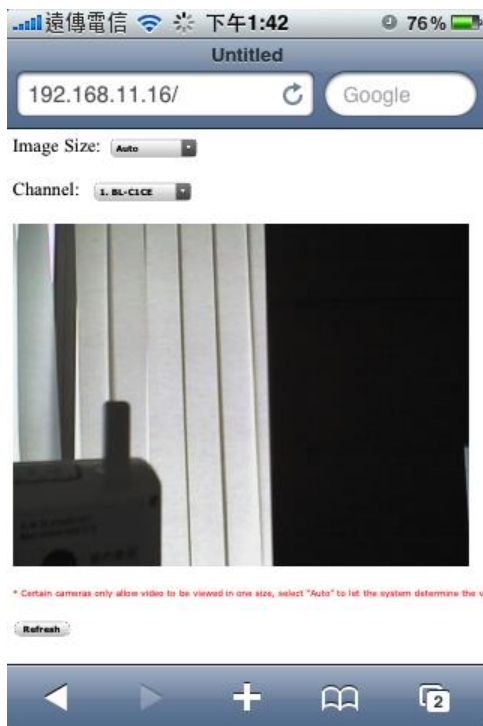 遠傳電信 下午1:42 76%
Untitled
192.168.11.16/ Google
Image Size: Auto
Channel: 1. BL-C1CE
* Certain cameras only allow video to be viewed in one size, select "Auto" to let the system determine the v
Refresh
2